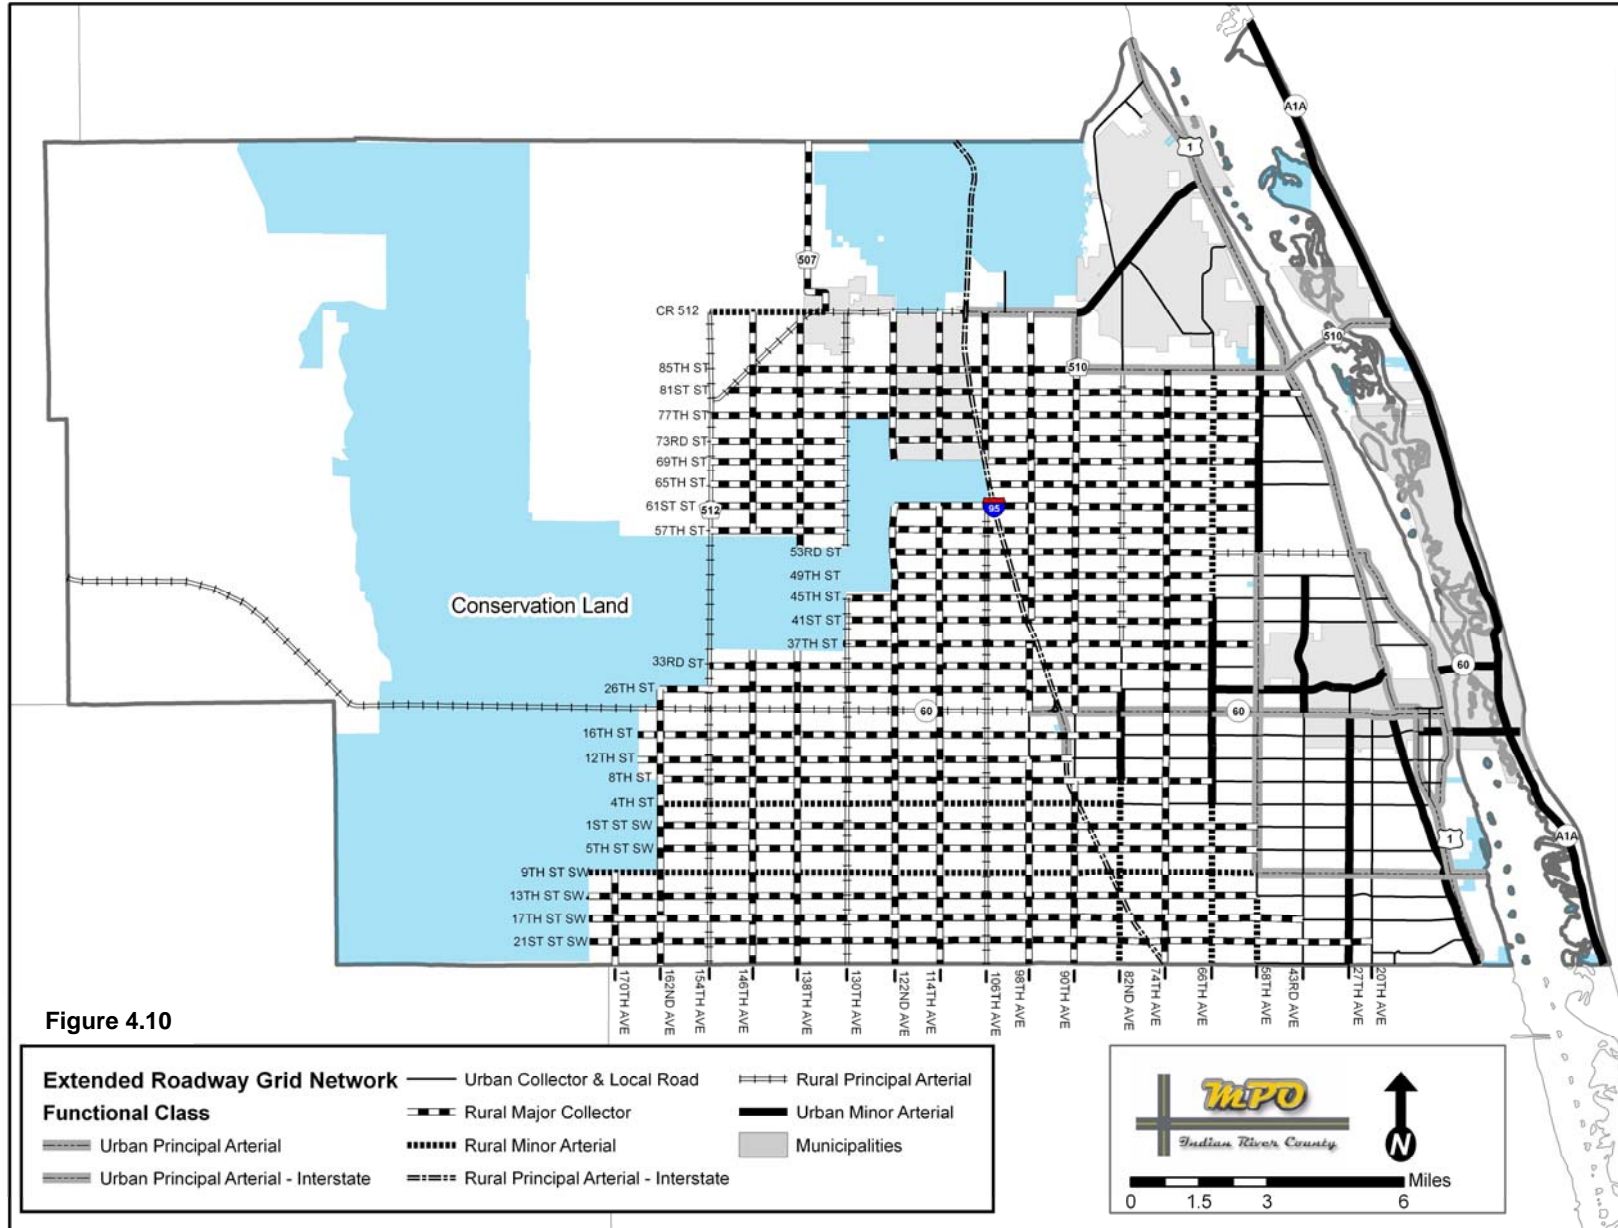 A1A
1
507
CR 512
510
85TH ST
510
81ST ST
77TH ST
73RD ST
69TH ST
65TH ST
61ST ST
512
95
57TH ST
53RD ST
49TH ST
45TH ST
Conservation Land
41ST ST
37TH ST
33RD ST
60
26TH ST
60
60
16TH ST
12TH ST
8TH ST
4TH ST
1ST ST SW
A1A
1
5TH ST SW
9TH ST SW
13TH ST SW
17TH ST SW
21ST ST SW
170TH AVE
162ND AVE
154TH AVE
146TH AVE
138TH AVE
130TH AVE
122ND AVE
114TH AVE
106TH AVE
98TH AVE
90TH AVE
82ND AVE
74TH AVE
66TH AVE
58TH AVE
43RD AVE
27TH AVE
20TH AVE
Figure 4.10
Extended Roadway Grid Network
Functional Class
Urban Principal Arterial
Urban Principal Arterial - Interstate
Urban Collector & Local Road
Rural Major Collector
Rural Minor Arterial
Rural Principal Arterial - Interstate
Rural Principal Arterial
Urban Minor Arterial
Municipalities
MPO
Indian River County
N
Miles
0 1.5 3 6